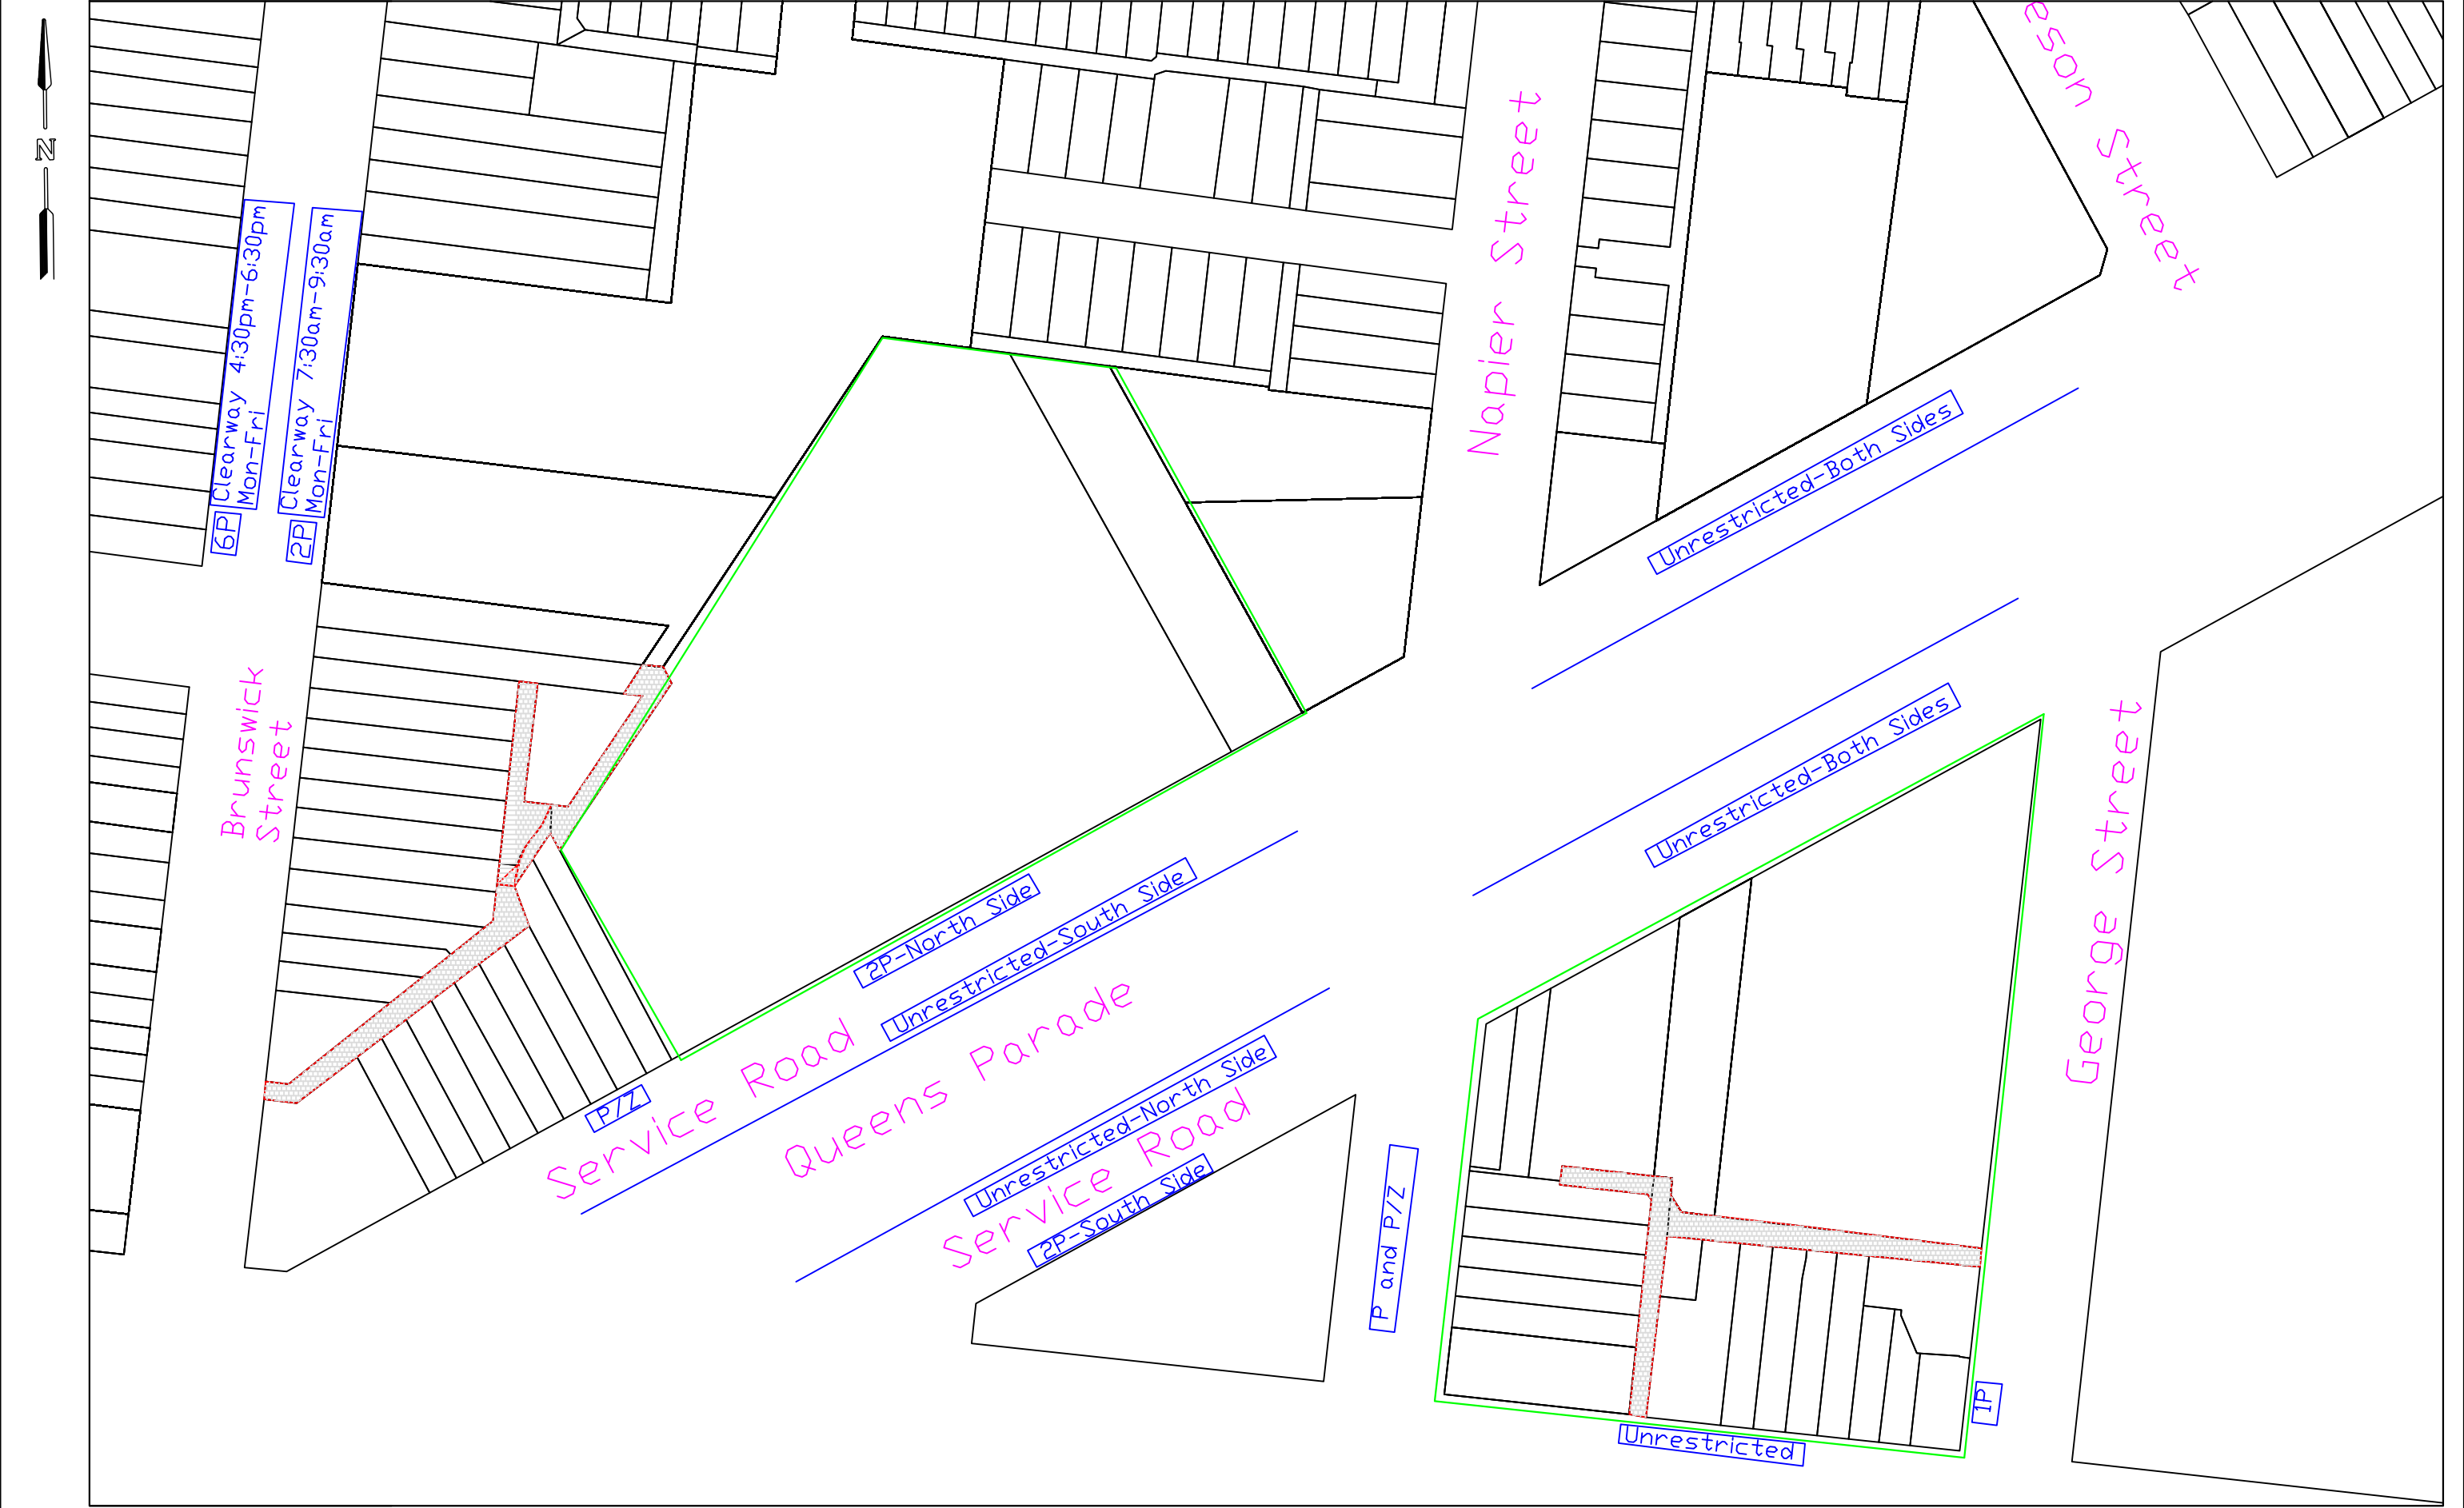 N
eson Street
Napier Street
6P
Clearway 4:30pm-6:30pm
Mon-Fri
2P
Clearway 7:30am-9:30am
Mon-Fri
Unrestricted-Both Sides
Brunswick
Street
Unrestricted-Both Sides
George Street
2P-North Side
Unrestricted-South Side
P/Z
Service Road
Queens Parade
Unrestricted-North Side
Service Road
2P-South Side
P and P/Z
1P
Unrestricted